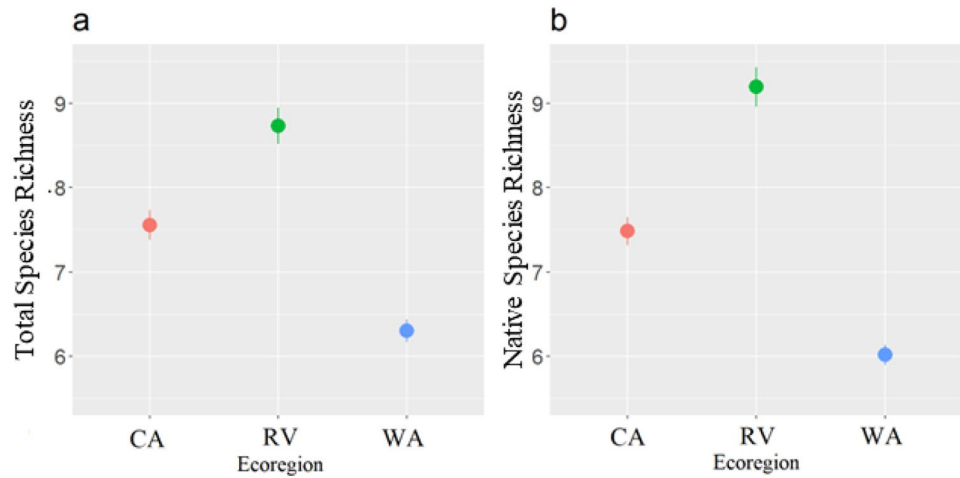 a
Total Species Richness
9
8
7
6
CA RV WA
Ecoregion
b
Native Species Richness
9
8
7
6
CA RV WA
Ecoregion